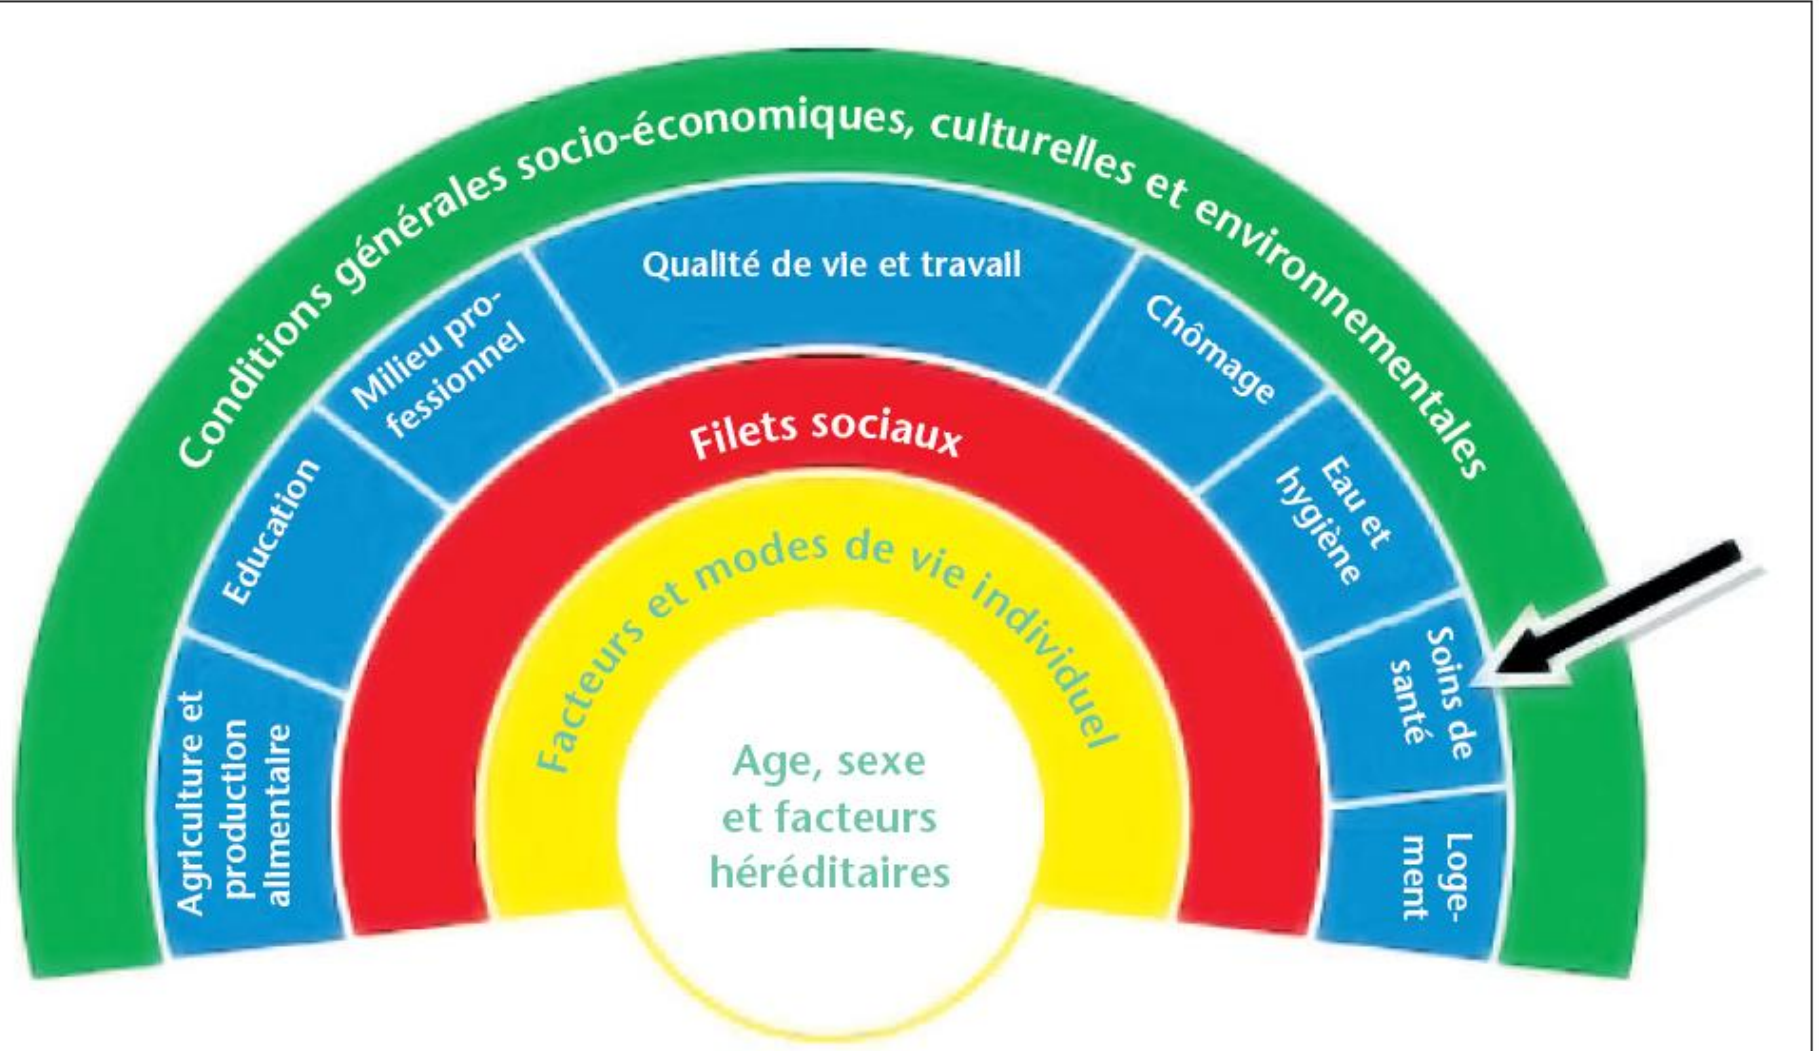 Conditions générales socio-économiques, culturelles et environnementales
Agriculture et
production
alimentaire
Education
Milieu pro-
fessionnel
Qualité de vie et travail
Chômage
Eau et
hygiène
Soins de
santé
Loge-
ment
Filets sociaux
Facteurs et modes de vie individuel
Age, sexe
et facteurs
héréditaires